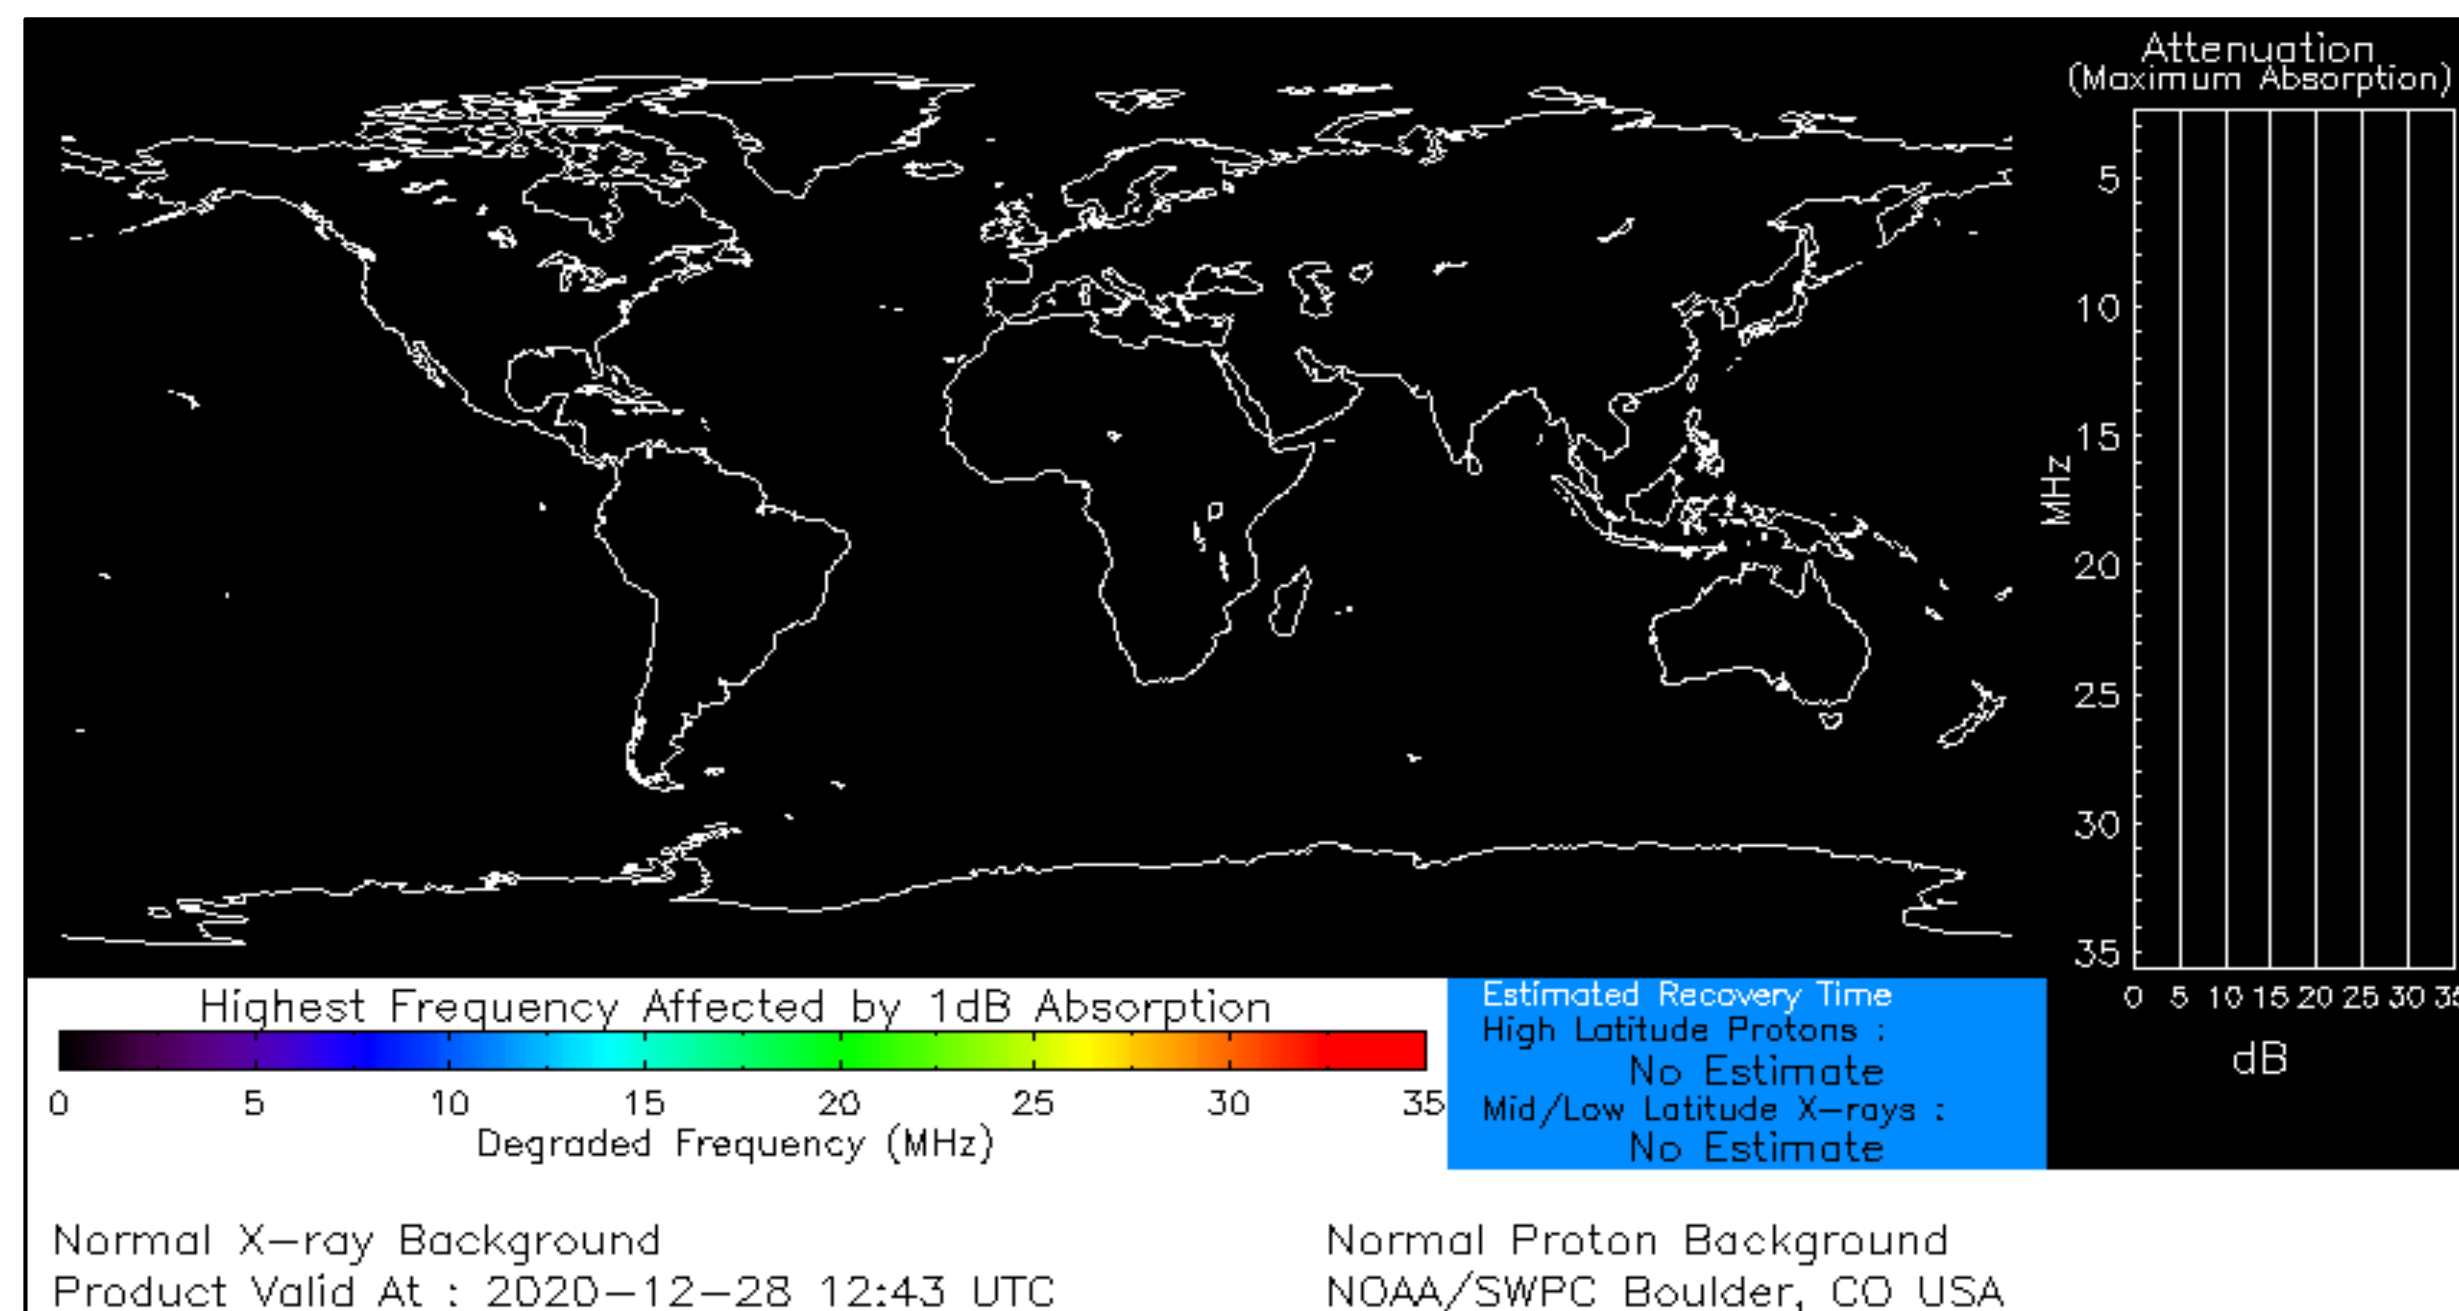 Attenuation
(Maximum Absorption)
5
10
15
20
25
30
35
MHz
0 5 10 15 20 25 30
dB
Highest Frequency Affected by 1dB Absorption
0 5 10 15 20 25 30 35
Degraded Frequency (MHz)
Estimated Recovery Time
High Latitude Protons :
No Estimate
Mid/Low Latitude X-rays :
No Estimate
Normal X-ray Background
Normal Proton Background
Product Valid At : 2020-12-28 12:43 UTC
NOAA/SWPC Boulder, CO USA